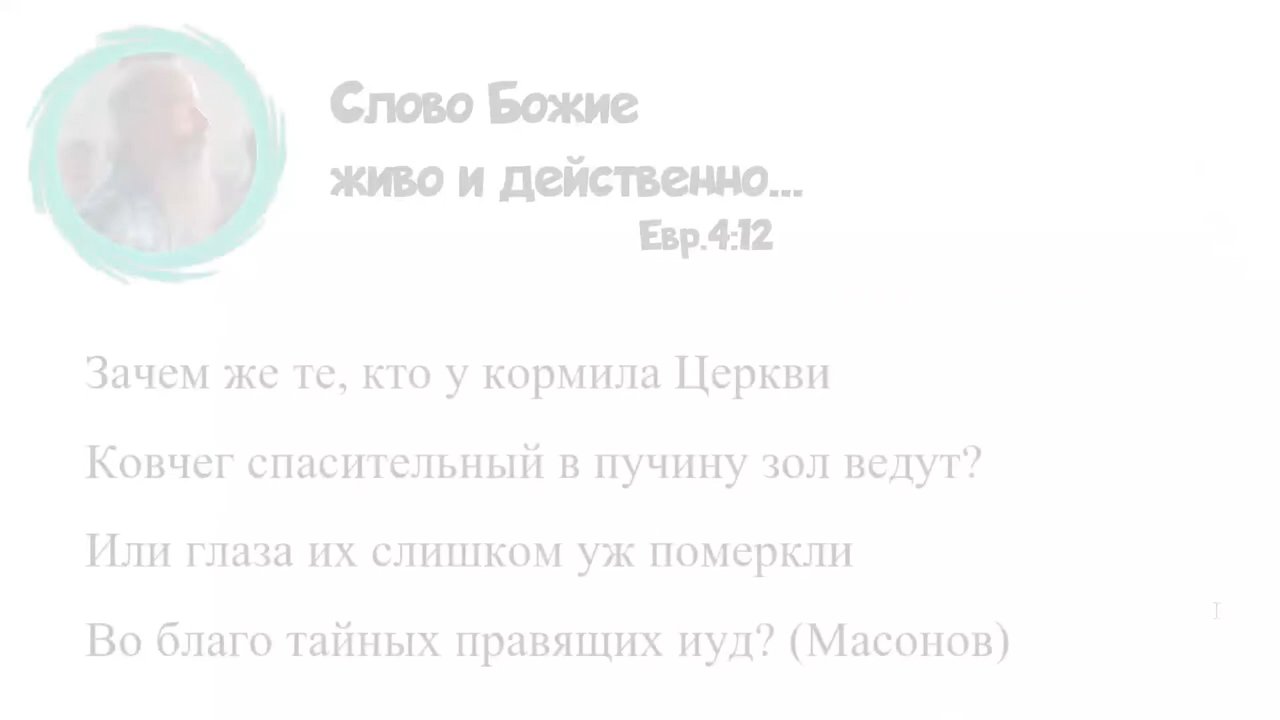 Слово Божие
живо и действенно...
Евр.4:12
Зачем же те, кто у кормила Церкви
Ковчег спасительный в пучину зол ведут?
Или глаза их слишком уж померкли
Во благо тайных правящих иуд? (Масонов)